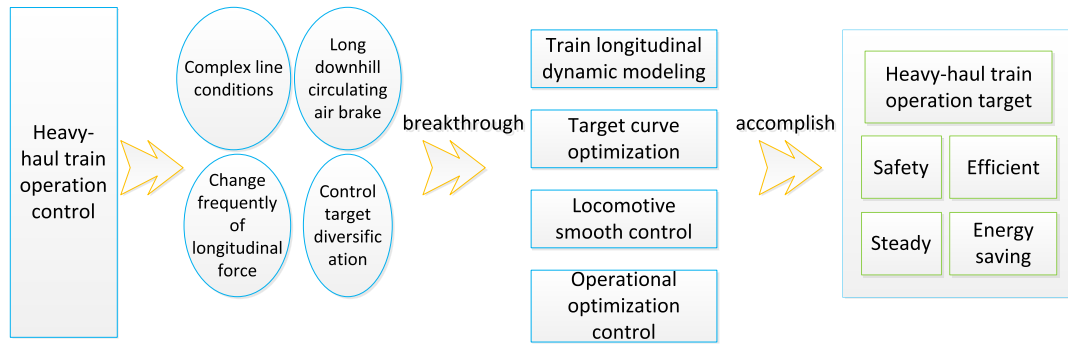 Heavy-
haul train
operation
control
Complex line
conditions
Long
downhill
circulating
air brake
Change
frequently
of
longitudinal
force
Control
target
diversific
ation
breakthrough
Train longitudinal
dynamic modeling
Target curve
optimization
Locomotive
smooth control
Operational
optimization
control
accomplish
Heavy-haul train
operation target
Safety
Efficient
Steady
Energy
saving